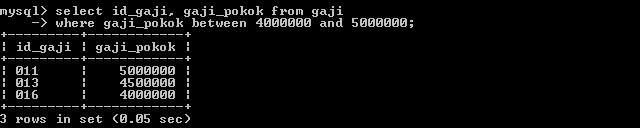 mysql> select id_gaji, gaji_pokok from gaji
    -> where gaji_pokok between 4000000 and 5000000;
+---------+------------+
| id_gaji | gaji_pokok |
+---------+------------+
| 011     |    5000000 |
| 013     |    4500000 |
| 016     |    4000000 |
+---------+------------+
3 rows in set (0.05 sec)